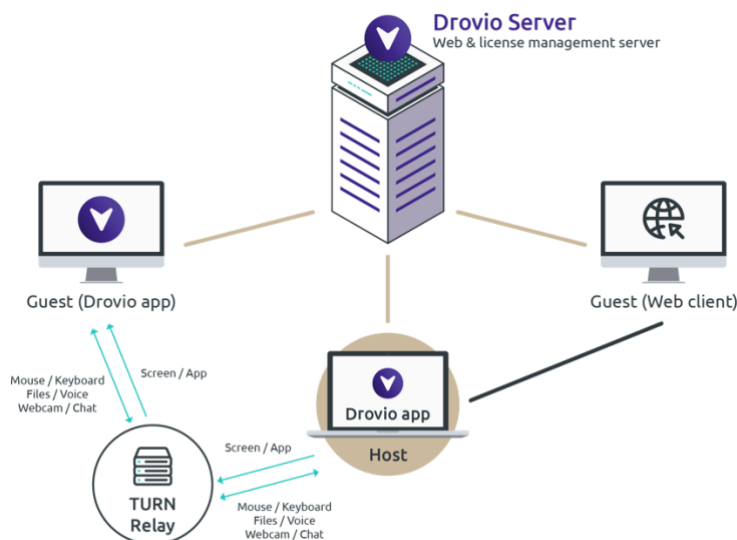 Drovio Server
Web & license management server
Guest (Drovio app)
Guest (Web client)
Mouse / Keyboard
Files / Voice
Webcam / Chat
Screen / App
Drovio app
Host
Screen / App
TURN
Relay
Mouse / Keyboard
Files / Voice
Webcam / Chat